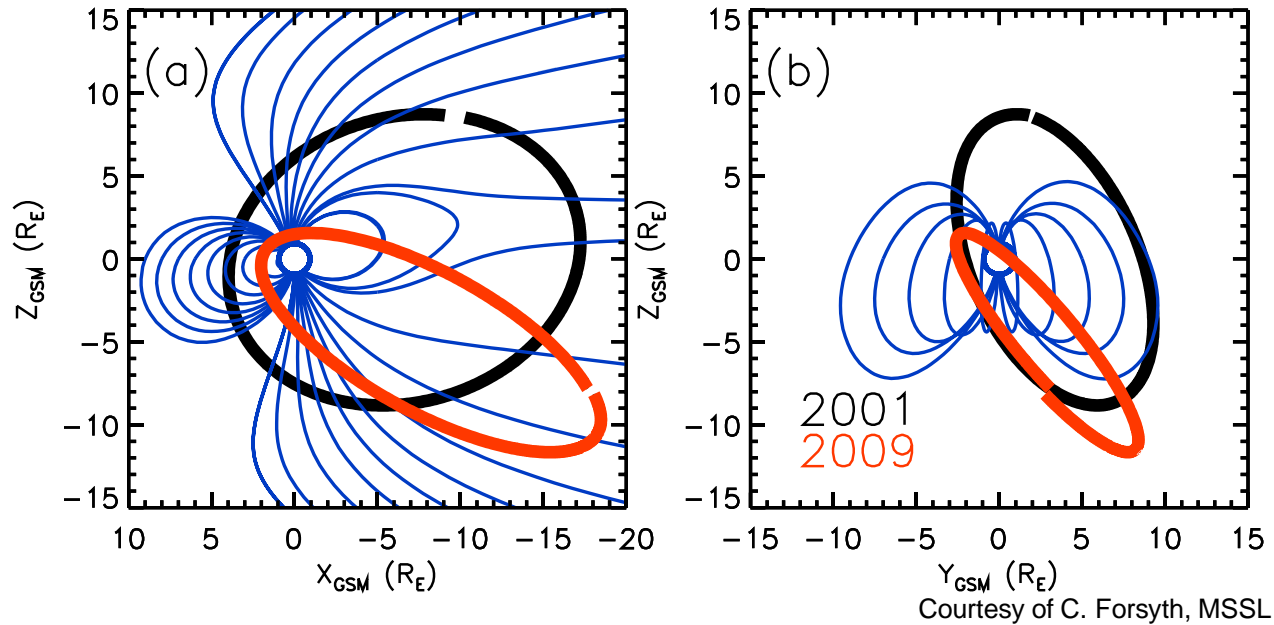 (a)
15
10
5
0
−5
−10
−15
Z_GSM (R_E)
10 5 0 −5 −10 −15 −20
X_GSM (R_E)
(b)
15
10
5
0
−5
−10
−15
Z_GSM (R_E)
2001
2009
−15 −10 −5 0 5 10 15
Y_GSM (R_E)
Courtesy of C. Forsyth, MSSL